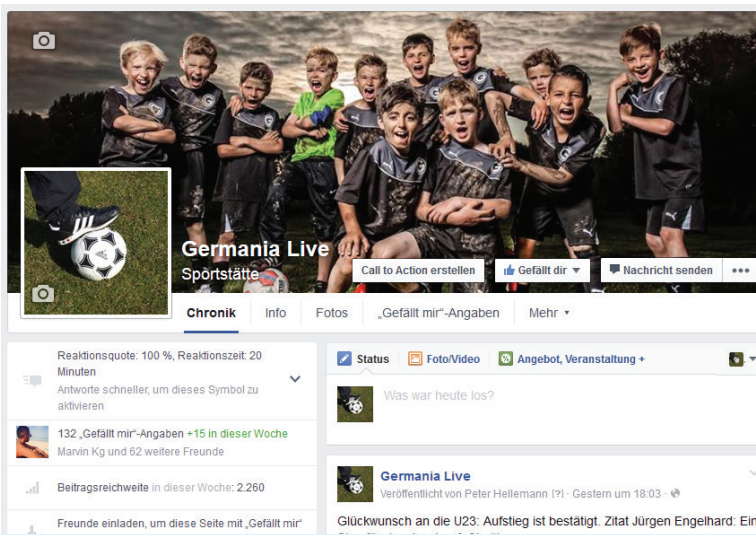 Germania Live
Sportstätte
Call to Action erstellen
Gefällt dir
Nachricht senden
Chronik
Info
Fotos
„Gefällt mir“-Angaben
Mehr
Reaktionsquote: 100 %, Reaktionszeit: 20
Minuten
Antworte schneller, um dieses Symbol zu
aktivieren
132 „Gefällt mir“-Angaben +15 in dieser Woche
Marvin Kg und 62 weitere Freunde
Beitragsreichweite in dieser Woche: 2.260
Freunde einladen, um diese Seite mit „Gefällt mir“
Status
Foto/Video
Angebot, Veranstaltung +
Was war heute los?
Germania Live
Veröffentlicht von Peter Hellemann [?] · Gestern um 18:03 ·
Glückwunsch an die U23: Aufstieg ist bestätigt. Zitat Jürgen Engelhard: Ein